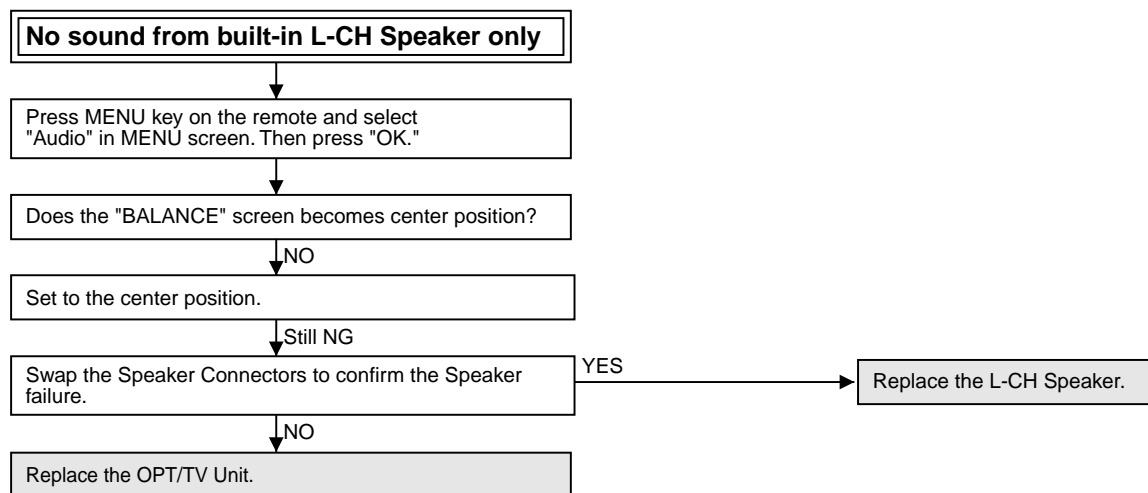 No sound from built-in L-CH Speaker only
Press MENU key on the remote and select
"Audio" in MENU screen. Then press "OK."
Does the "BALANCE" screen becomes center position?
NO
Set to the center position.
Still NG
Swap the Speaker Connectors to confirm the Speaker
failure.
YES
Replace the L-CH Speaker.
NO
Replace the OPT/TV Unit.